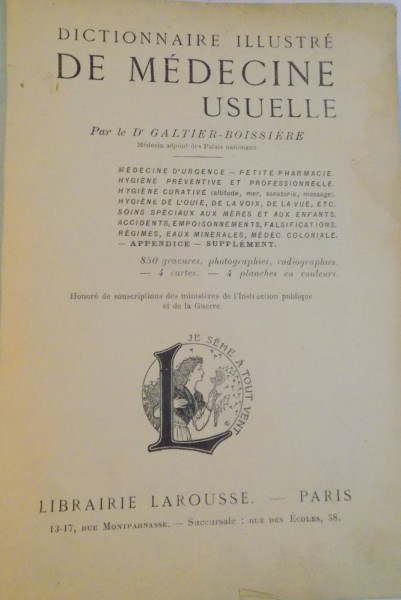 DICTIONNAIRE ILLUSTRÉ
DE MÉDECINE
USUELLE
Par le Dr GALTIER-BOISSIÈRE
Médecin adjoint des Palais nationaux.
MÉDECINE D'URGENCE — PETITE PHARMACIE.
HYGIÈNE PRÉVENTIVE ET PROFESSIONNELLE.
HYGIÈNE CURATIVE (altitude, mer, sanatoria, massage).
HYGIÈNE DE L'OUIE, DE LA VOIX, DE LA VUE, ETC.
SOINS SPÉCIAUX AUX MÈRES ET AUX ENFANTS.
ACCIDENTS, EMPOISONNEMENTS, FALSIFICATIONS.
RÉGIMES, EAUX MINÉRALES, MÉDEC. COLONIALE.
— APPENDICE — SUPPLÉMENT.
850 gravures, photographies, radiographies.
— 4 cartes. — 4 planches en couleurs.
Honoré de souscriptions des ministères de l'Instruction publique
et de la Guerre.
JE SÈME À TOUT VENT
L
LIBRAIRIE LAROUSSE. — PARIS
13-17, RUE MONTPARNASSE. — Succursale : RUE DES ÉCOLES, 58.